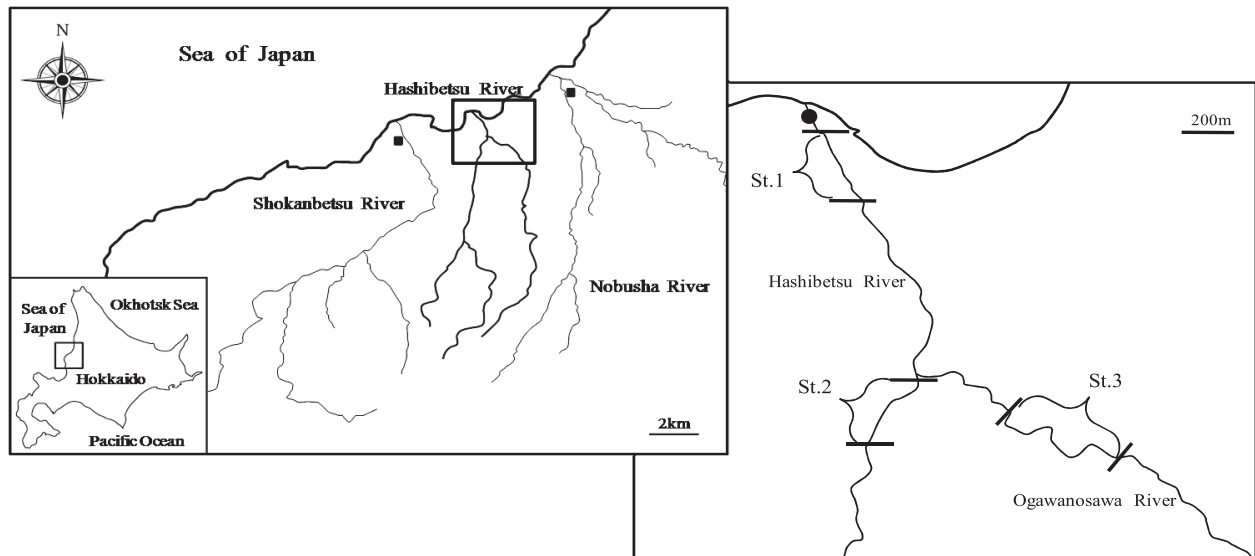 N
Sea of Japan
Hashibetsu River
Shokanbetsu River
Nobusha River
2km
Sea of
Japan
Okhotsk Sea
Hokkaido
Pacific Ocean
200m
St.1
Hashibetsu River
St.2
St.3
Ogawanosawa River